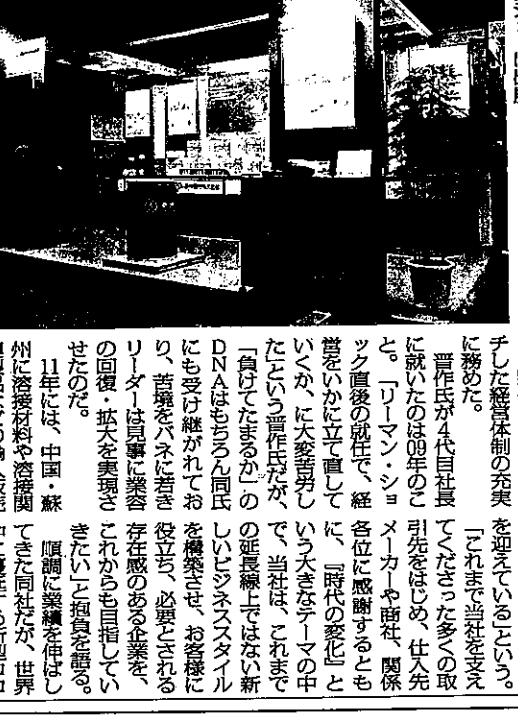 チした経営体制の充実
に務めた。
晋作氏が4代目社長
に就いたのは09年のこ
と。「リーマン・ショ
ック直後の就任で、経
営をいかに立て直して
いくか、に大変苦労し
た」という晋作氏だが、
「負けてたまるか」の
DNAはもちろん同氏
にも受け継がれてお
り、苦境をバネに若き
リーダーは見事に業容
の回復・拡大を実現さ
せたのだ。
11年には、中国・蘇
州に溶接材料や溶接関
を迎えている」という。
「これまで当社を支え
てくださった多くの取
引先をはじめ、仕入先
メーカーや商社、関係
各位に感謝するととも
に、『時代の変化』と
いう大きなテーマの中
で、当社は、これまで
の延長線上ではない新
しいビジネススタイル
を構築させ、お客様に
役立ち、必要とされる
存在感のある企業を、
これからも目指してい
きたい」と抱負を語る。
順調に業績を伸ばし
てきた同社だが、世界